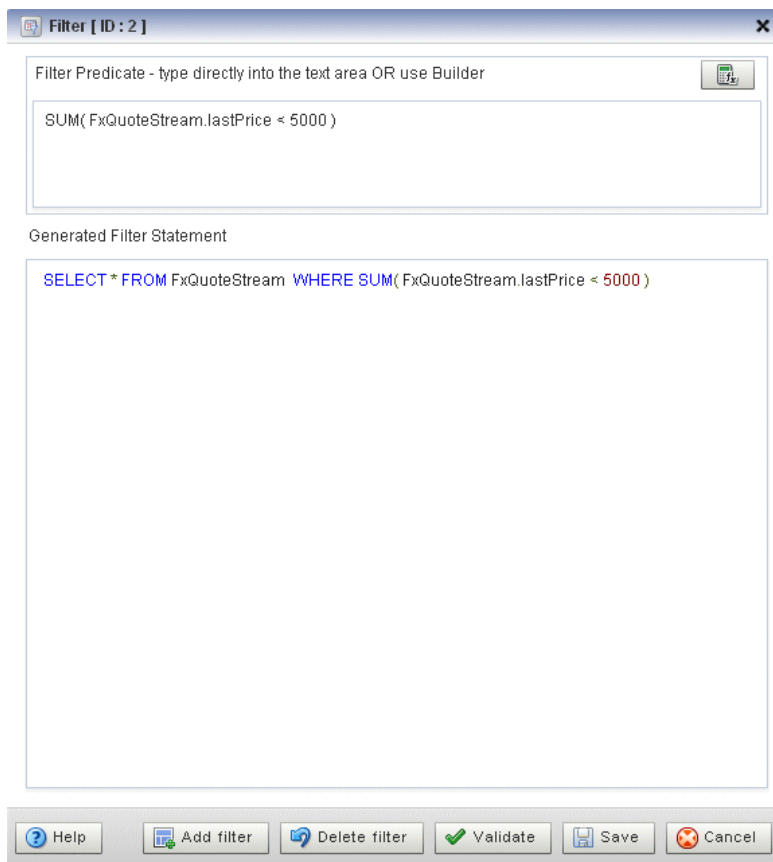 Filter [ ID : 2 ]
Filter Predicate - type directly into the text area OR use Builder
SUM( FxQuoteStream.lastPrice < 5000 )
Generated Filter Statement
SELECT * FROM FxQuoteStream WHERE SUM( FxQuoteStream.lastPrice < 5000 )
Help Add filter Delete filter Validate Save Cancel